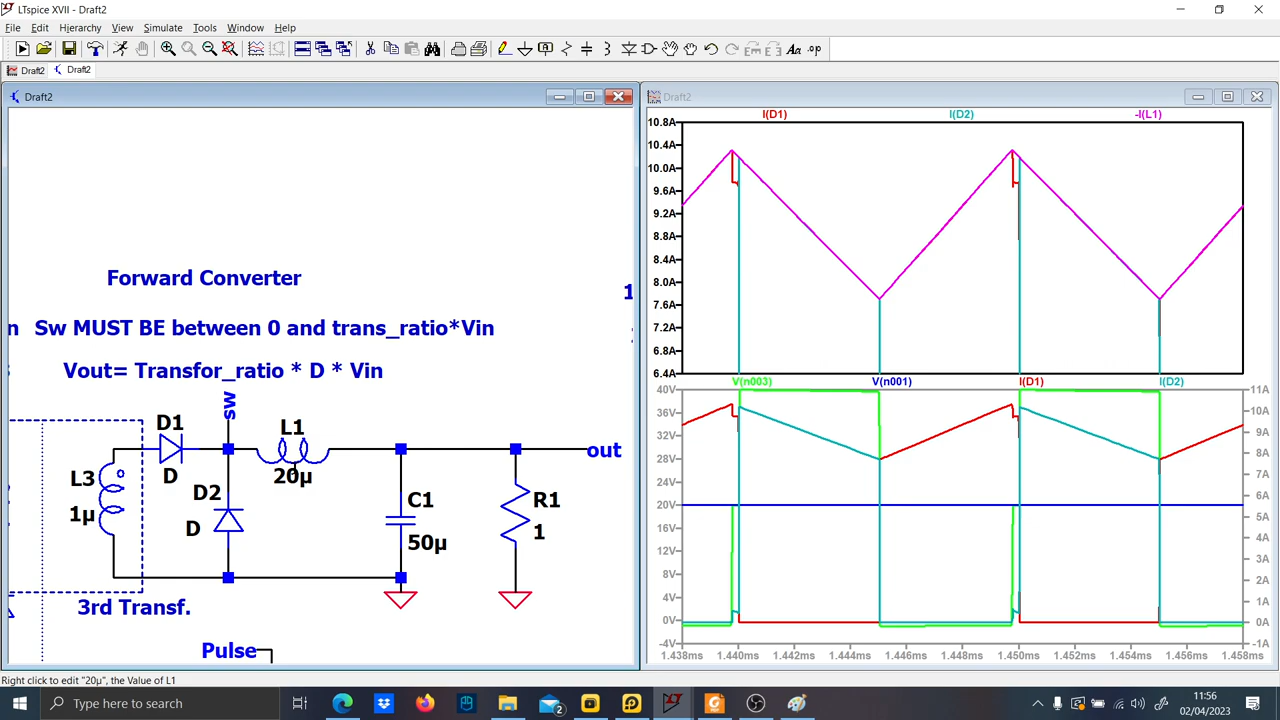 LTspice XVII - Draft2
File Edit Hierarchy View Simulate Tools Window Help
Draft2 Draft2
Draft2
Forward Converter
Sw MUST BE between 0 and trans_ratio*Vin
Vout= Transfor_ratio * D * Vin
sw
D1
D
L1
20µ
out
L3
1µ
D2
D
C1
50µ
R1
1
3rd Transf.
Pulse
Draft2
I(D1) I(D2) -I(L1)
10.8A
10.4A
10.0A
9.6A
9.2A
8.8A
8.4A
8.0A
7.6A
7.2A
6.8A
6.4A
V(n003) V(n001) I(D1) I(D2)
40V 11A
36V 10A
32V 9A
28V 8A
24V 7A
20V 6A
16V 5A
12V 4A
8V 3A
4V 2A
0V 1A
-4V 0A
-1A
1.438ms 1.440ms 1.442ms 1.444ms 1.446ms 1.448ms 1.450ms 1.452ms 1.454ms 1.456ms 1.458ms
Right click to edit "20µ", the Value of L1
Type here to search
2
11:56
02/04/2023